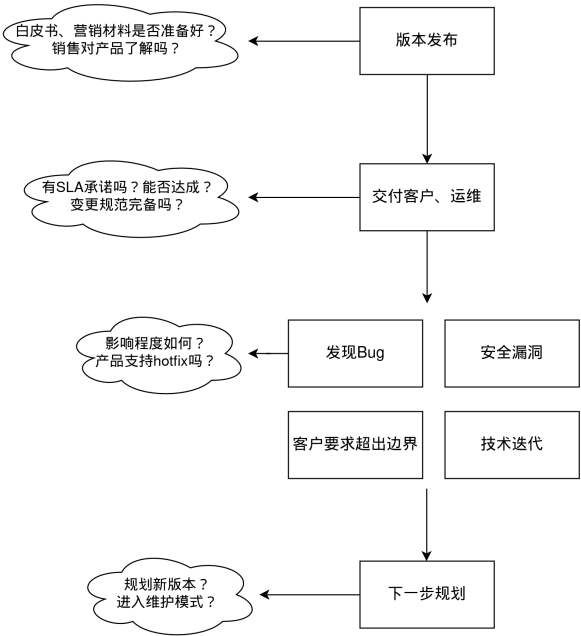 白皮书、营销材料是否准备好？
销售对产品了解吗？
版本发布
有SLA承诺吗？能否达成？
变更规范完备吗？
交付客户、运维
影响程度如何？
产品支持hotfix吗？
发现Bug
安全漏洞
客户要求超出边界
技术迭代
规划新版本？
进入维护模式？
下一步规划